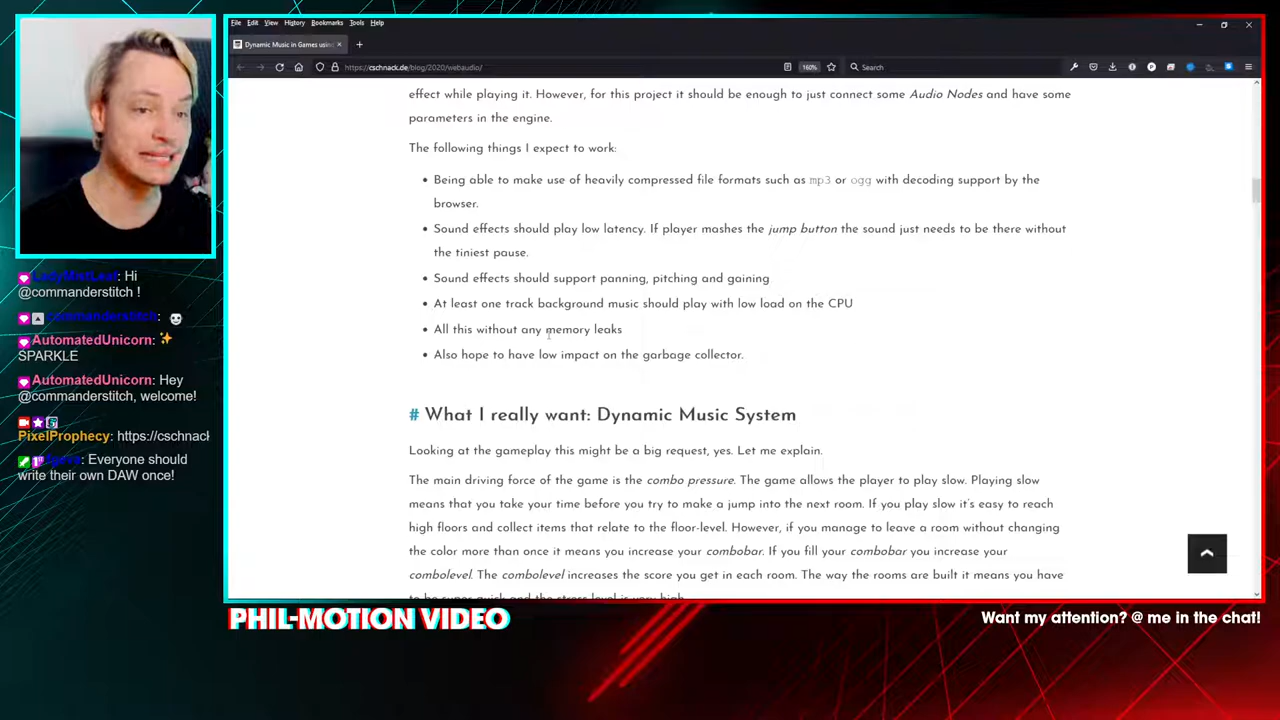 File Edit View History Bookmarks Tools Help
Dynamic Music in Games using
https://cschnack.de/blog/2020/webaudio/
160%
Search
effect while playing it. However, for this project it should be enough to just connect some Audio Nodes and have some
parameters in the engine.
The following things I expect to work:
Being able to make use of heavily compressed file formats such as mp3 or ogg with decoding support by the
browser.
Sound effects should play low latency. If player mashes the jump button the sound just needs to be there without
the tiniest pause.
Sound effects should support panning, pitching and gaining
At least one track background music should play with low load on the CPU
All this without any memory leaks
Also hope to have low impact on the garbage collector.
# What I really want: Dynamic Music System
Looking at the gameplay this might be a big request, yes. Let me explain.
The main driving force of the game is the combo pressure. The game allows the player to play slow. Playing slow
means that you take your time before you try to make a jump into the next room. If you play slow it's easy to reach
high floors and collect items that relate to the floor-level. However, if you manage to leave a room without changing
the color more than once it means you increase your combobar. If you fill your combobar you increase your
combolevel. The combolevel increases the score you get in each room. The way the rooms are built it means you have
to be super quick and the stress level is very high.
LadyMistLeaf: Hi
@commanderstitch !
commanderstitch:
AutomatedUnicorn:
SPARKLE
AutomatedUnicorn: Hey
@commanderstitch, welcome!
PixelProphecy: https://cschnack
: Everyone should
write their own DAW once!
PHIL-MOTION VIDEO
Want my attention? @ me in the chat!